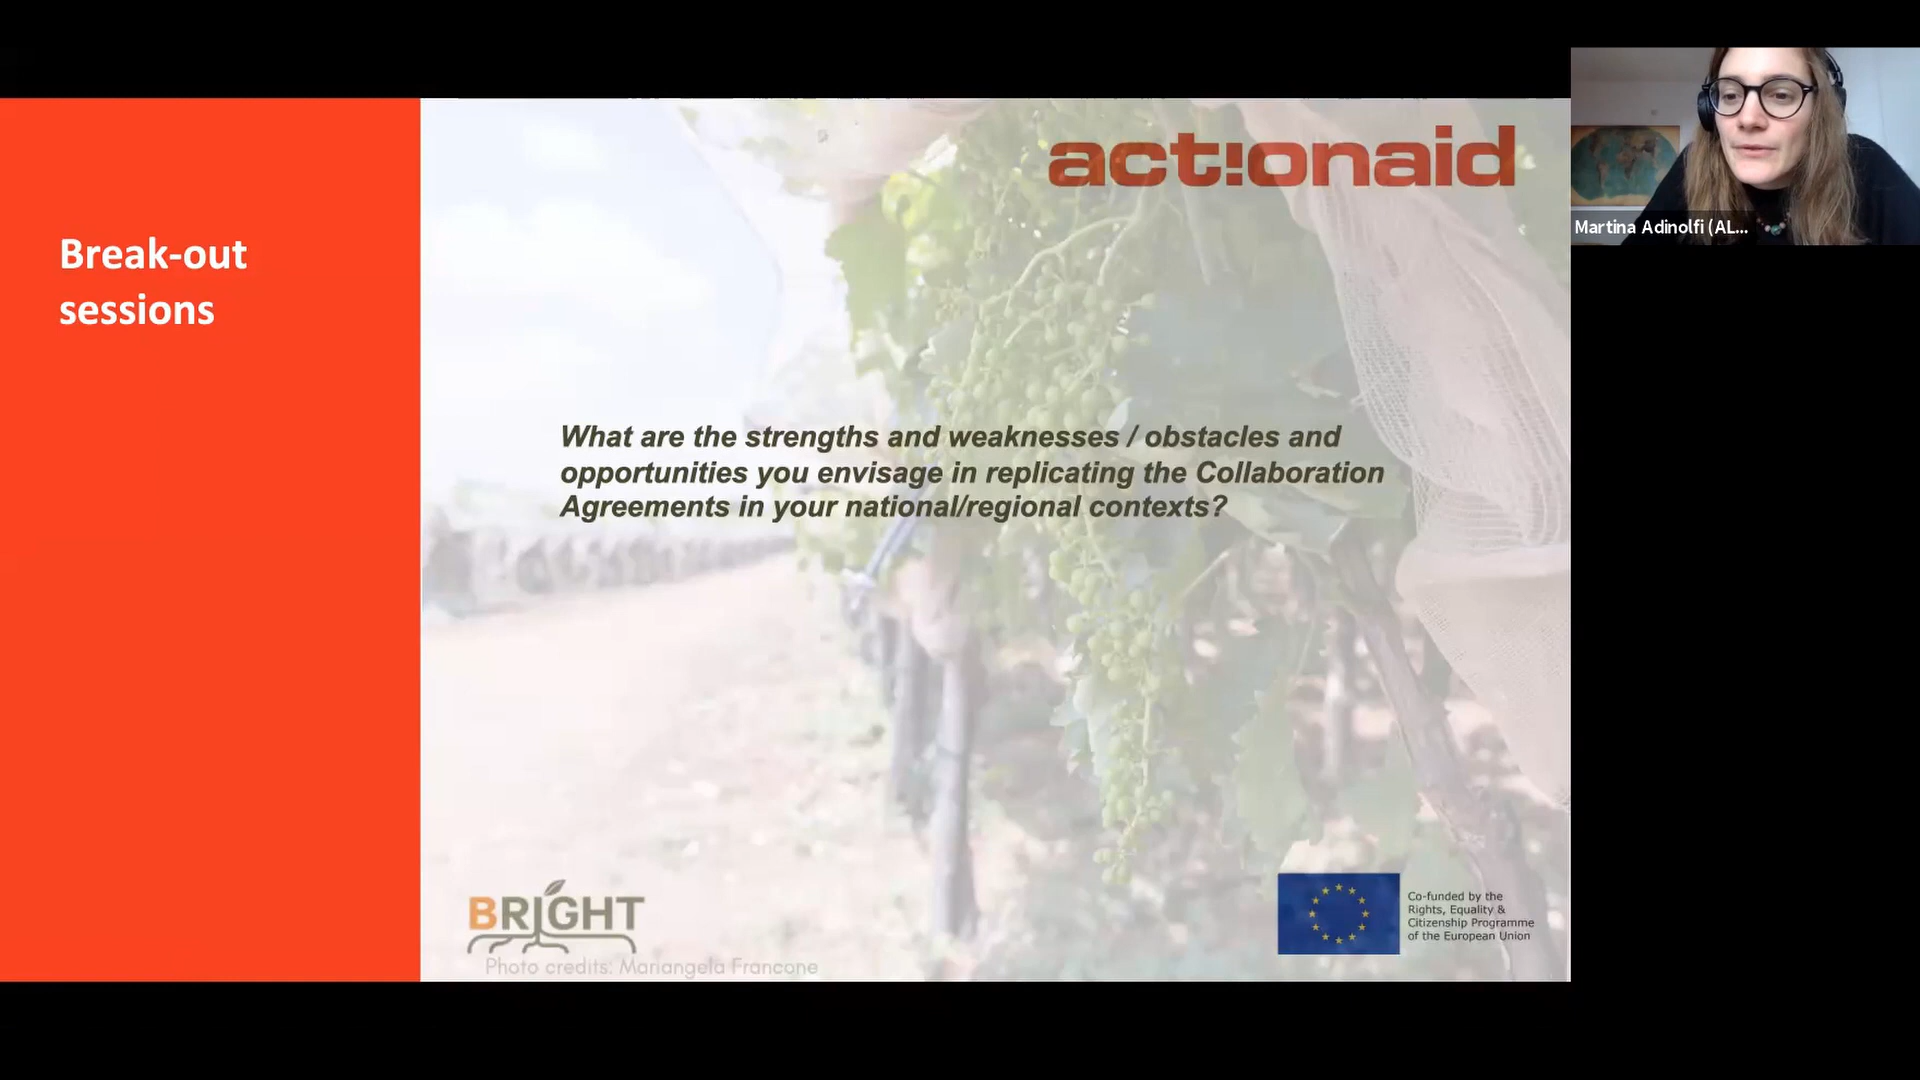 Break-out
sessions
act!onaid
Martina Adinolfi (AL...
What are the strengths and weaknesses / obstacles and
opportunities you envisage in replicating the Collaboration
Agreements in your national/regional contexts?
BRIGHT
Photo credits: Mariangela Francone
Co-funded by the
Rights, Equality &
Citizenship Programme
of the European Union